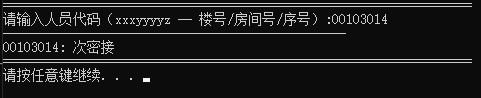 请输入人员代码（xxxyyyyz —— 楼号/房间号/序号）:00103014
00103014: 次密接
请按任意键继续. . .